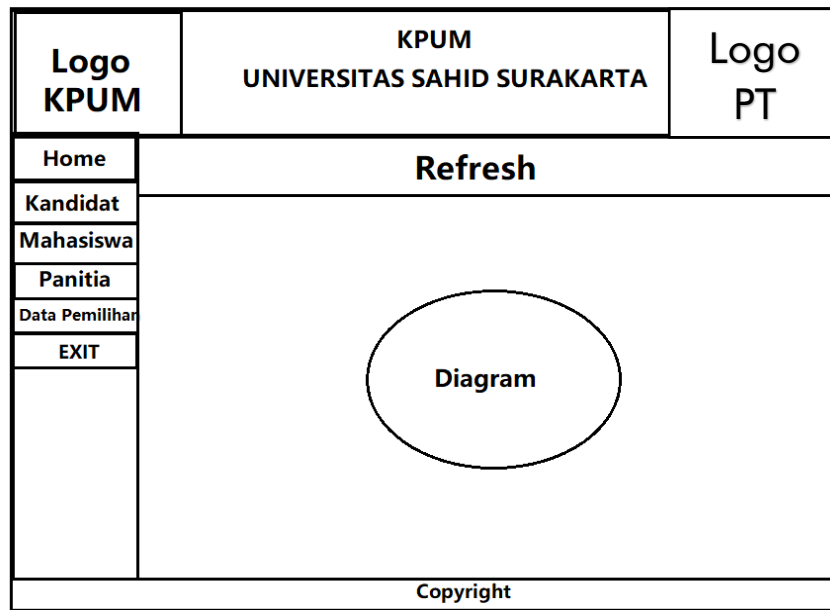 Logo
KPUM
KPUM
UNIVERSITAS SAHID SURAKARTA
Logo
PT
Home
Refresh
Kandidat
Mahasiswa
Panitia
Data Pemilihan
EXIT
Diagram
Copyright